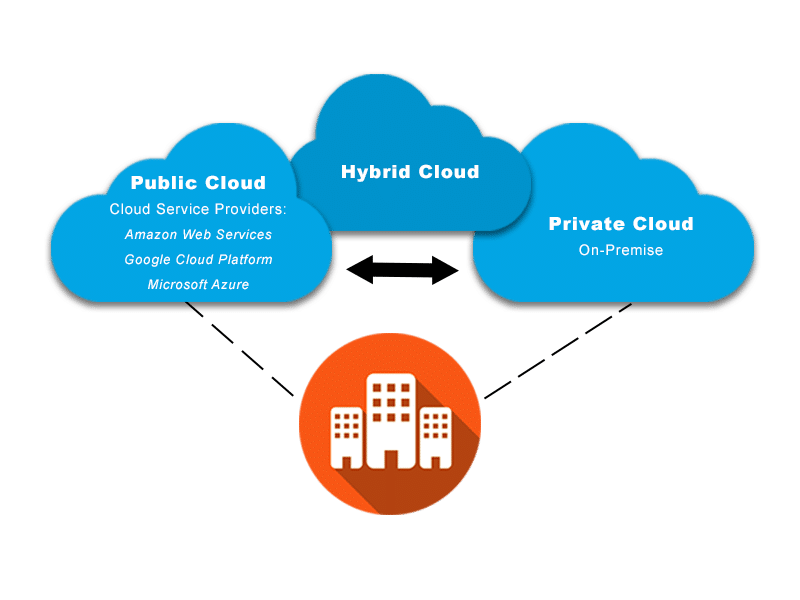 Hybrid Cloud
Public Cloud
Cloud Service Providers:
Amazon Web Services
Google Cloud Platform
Microsoft Azure
Private Cloud
On-Premise